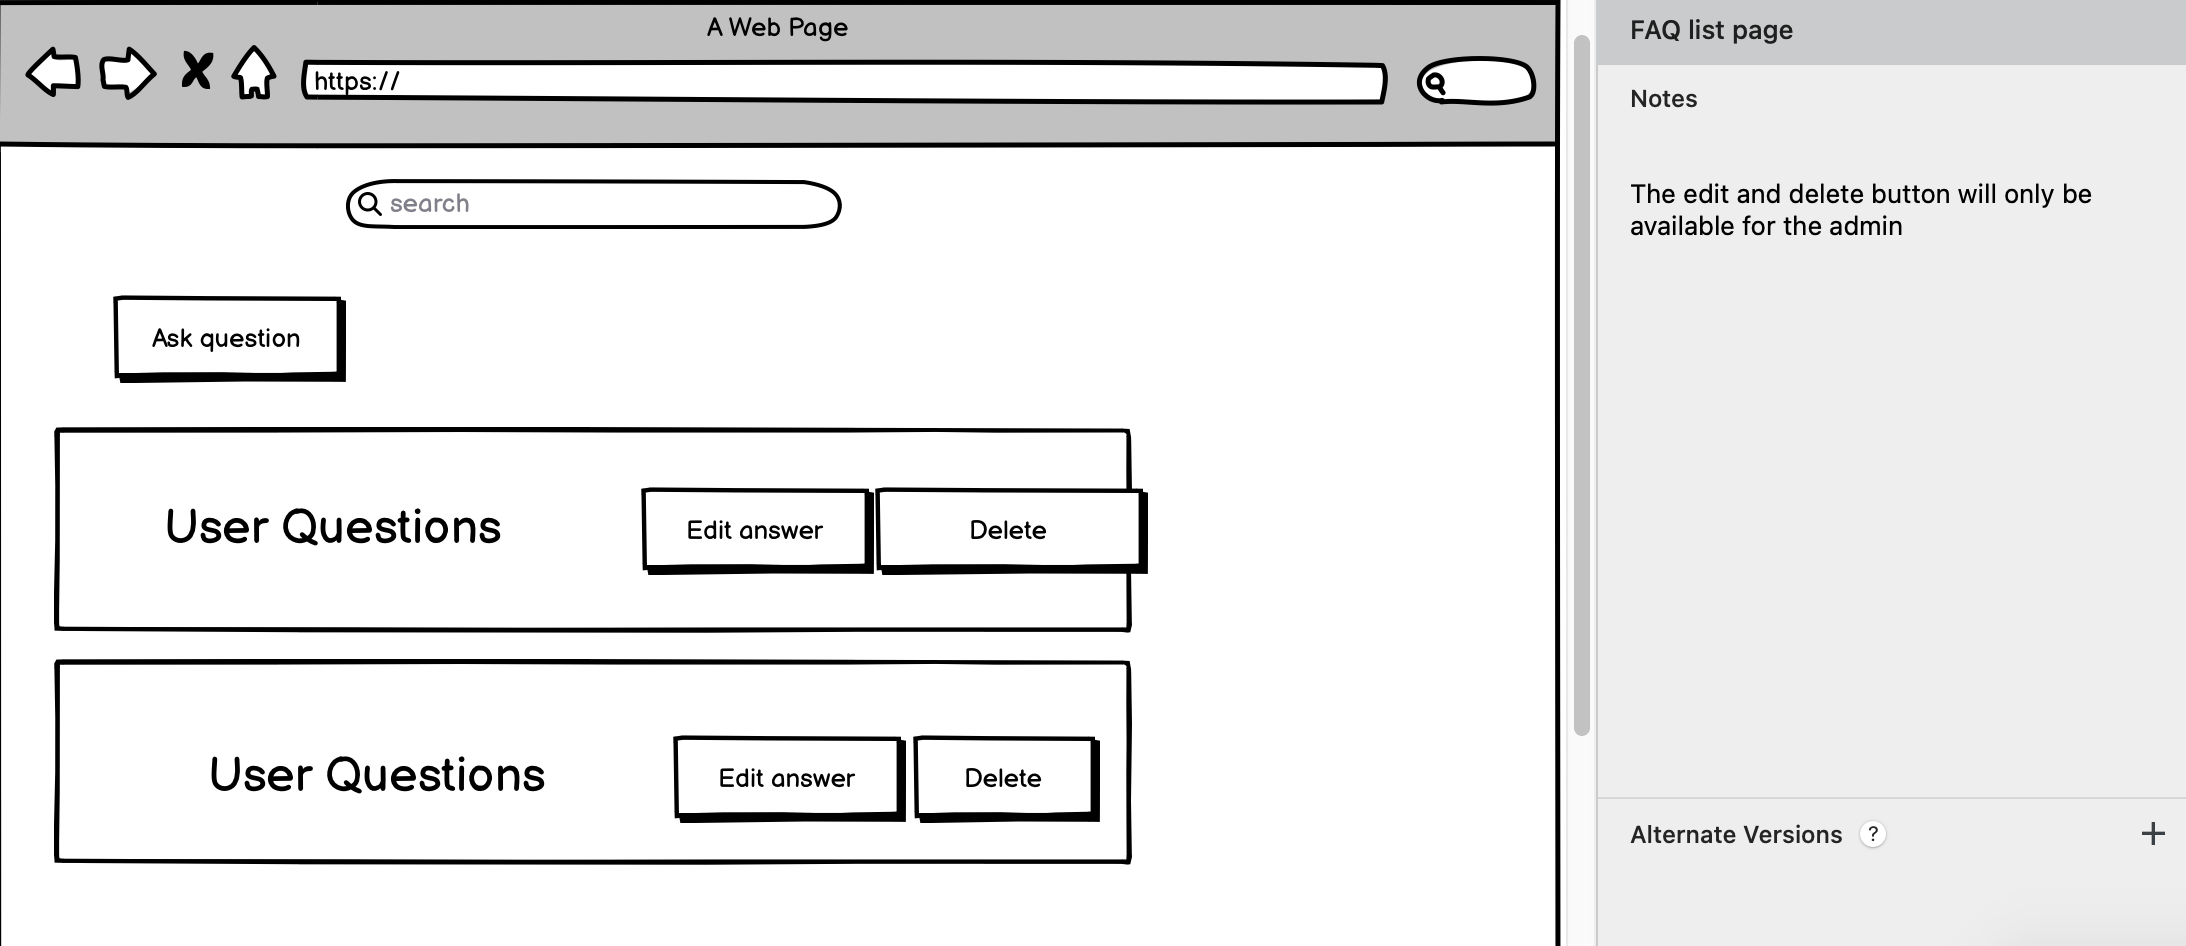 A Web Page
https://
search
Ask question
User Questions
Edit answer
Delete
User Questions
Edit answer
Delete
FAQ list page
Notes
The edit and delete button will only be
available for the admin
Alternate Versions ?